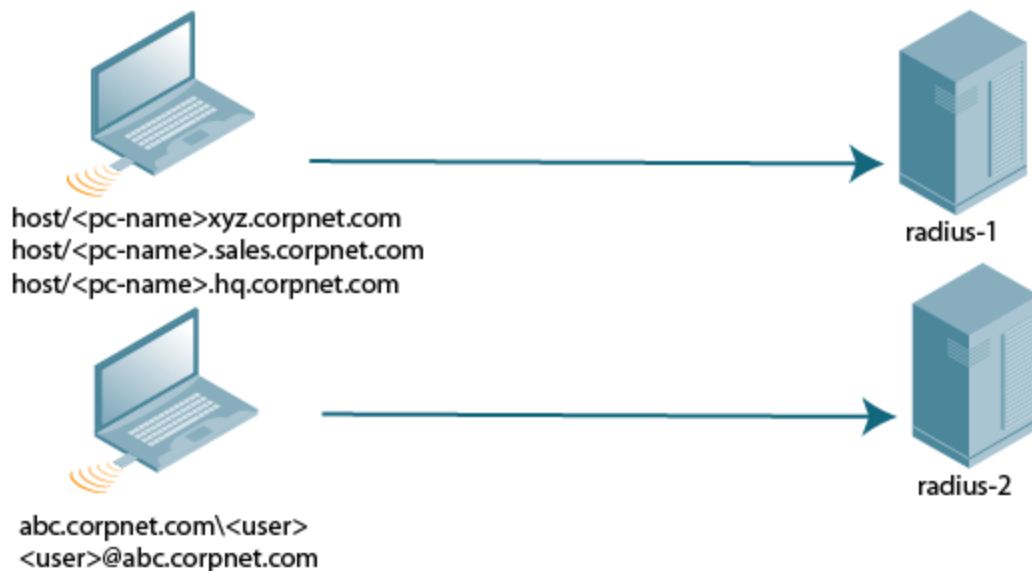 host/<pc-name>xyz.corpnet.com
host/<pc-name>.sales.corpnet.com
host/<pc-name>.hq.corpnet.com
radius-1
abc.corpnet.com\<user>
<user>@abc.corpnet.com
radius-2